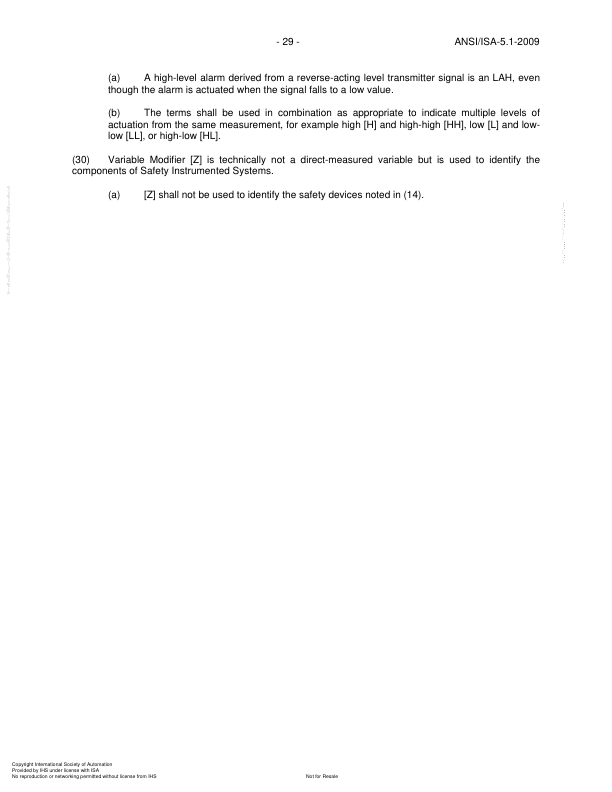 - 29 -
ANSI/ISA-5.1-2009
(a) A high-level alarm derived from a reverse-acting level transmitter signal is an LAH, even
though the alarm is actuated when the signal falls to a low value.
(b) The terms shall be used in combination as appropriate to indicate multiple levels of
actuation from the same measurement, for example high [H] and high-high [HH], low [L] and low-
low [LL], or high-low [HL].
(30) Variable Modifier [Z] is technically not a direct-measured variable but is used to identify the
components of Safety Instrumented Systems.
(a) [Z] shall not be used to identify the safety devices noted in (14).
Copyright International Society of Automation
Provided by IHS under license with ISA
No reproduction or networking permitted without license from IHS
Not for Resale